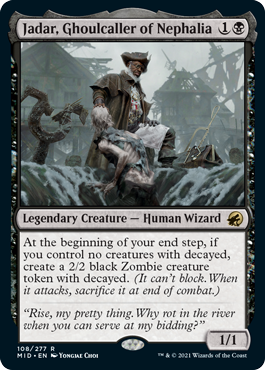 Jadar, Ghoulcaller of Nephalia 1
Legendary Creature — Human Wizard
At the beginning of your end step, if
you control no creatures with decayed,
create a 2/2 black Zombie creature
token with decayed. (It can't block. When
it attacks, sacrifice it at end of combat.)
"Rise, my pretty thing. Why rot in the
river when you can serve at my bidding?"
1/1
108/277 R
MID • EN Yongjae Choi
™ & © 2021 Wizards of the Coast